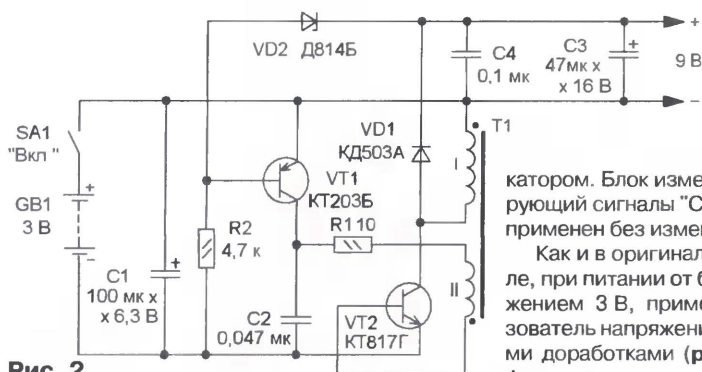 VD2 Д814Б
C4
0,1 мк
C3
47мк х
х 16 В
+
9 В
−
+
SA1
"Вкл"
GB1
3 В
+
−
C1
100 мк х
х 6,3 В
+
R2
4,7 к
VT1
КТ203Б
VD1
КД503А
T1
I
II
R1 10
C2
0,047 мк
VT2
КТ817Г
Рис. 2
катором. Блок изме
рующий сигналы "С
применен без измен
Как и в оригинал
ле, при питании от б
жением 3 В, приме
зователь напряжени
ми доработками (р